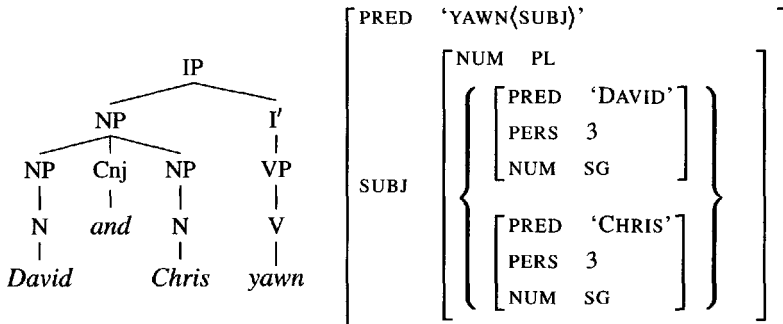 IP
NP I′
NP Cnj NP VP
N and N V
David Chris yawn
PRED ‘YAWN⟨SUBJ⟩’
SUBJ
NUM PL
PRED ‘DAVID’
PERS 3
NUM SG
PRED ‘CHRIS’
PERS 3
NUM SG